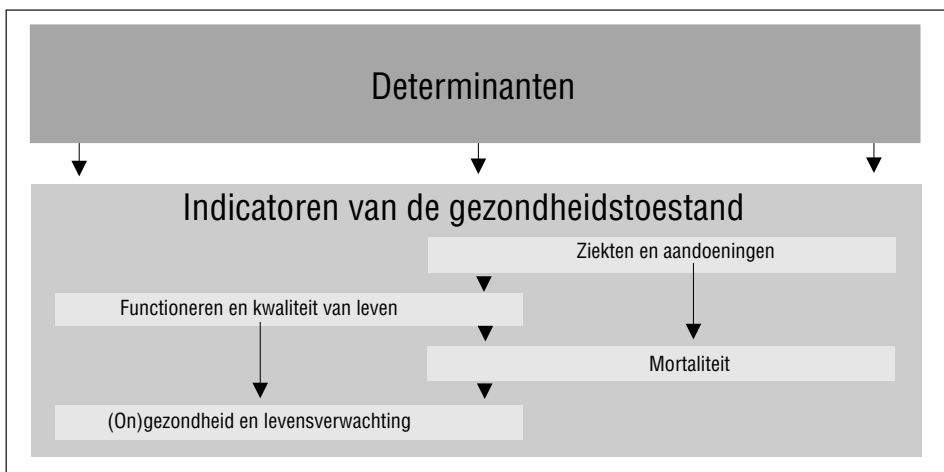 Determinanten
Indicatoren van de gezondheidstoestand
Ziekten en aandoeningen
Functioneren en kwaliteit van leven
Mortaliteit
(On)gezondheid en levensverwachting